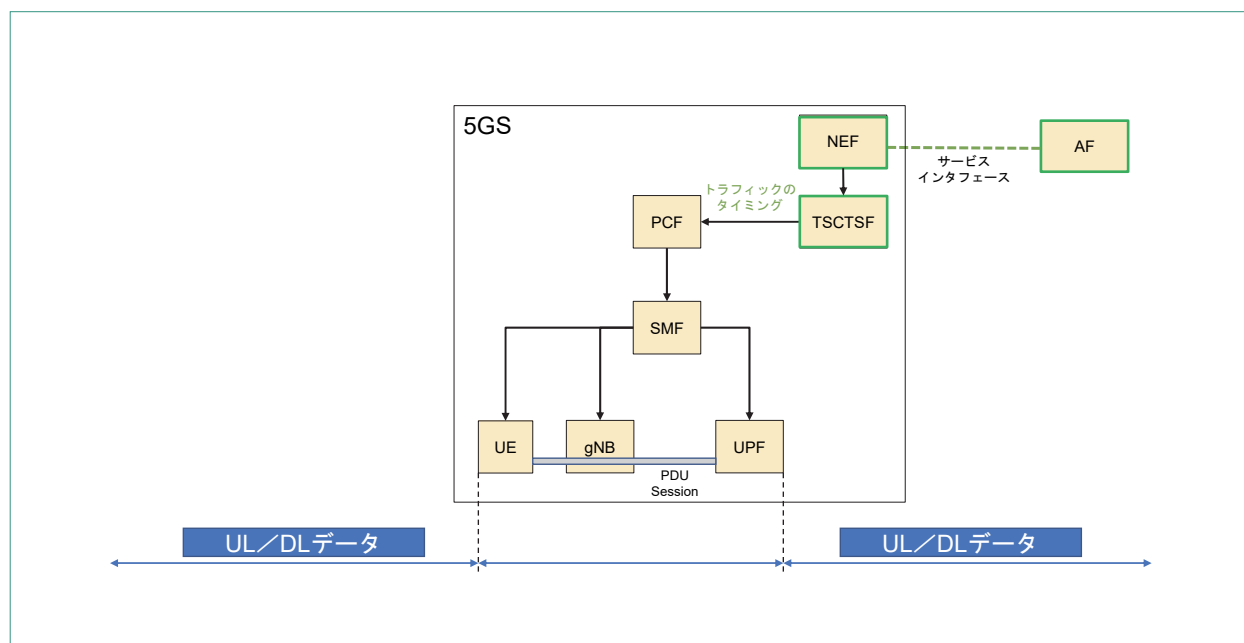 5GS
NEF
AF
サービス
インタフェース
トラフィックの
タイミング
PCF
TSCTSF
SMF
UE
gNB
UPF
PDU
Session
UL／DLデータ
UL／DLデータ